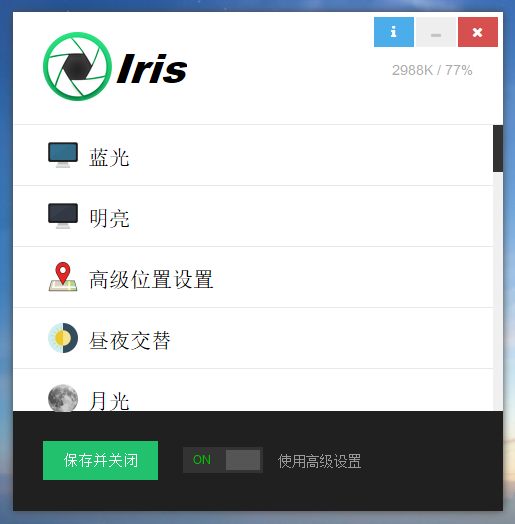 Iris
2988K / 77%
蓝光
明亮
高级位置设置
昼夜交替
月光
保存并关闭
ON
使用高级设置